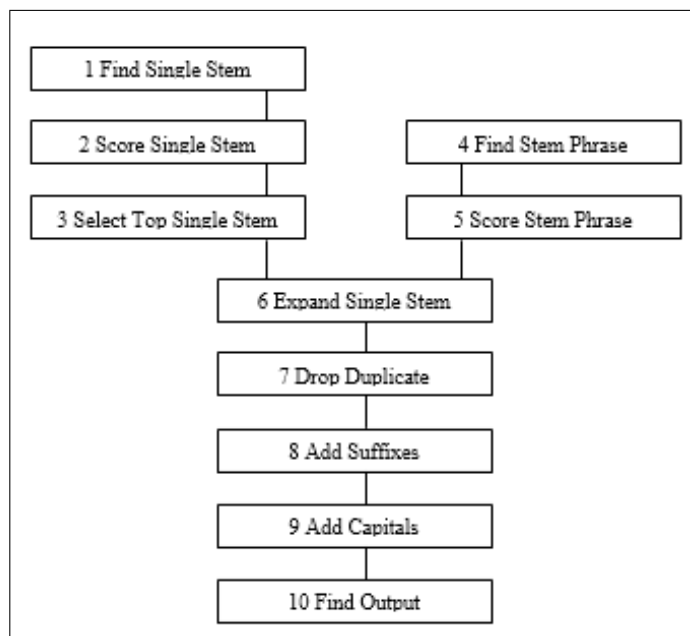 1 Find Single Stem
2 Score Single Stem
4 Find Stem Phrase
3 Select Top Single Stem
5 Score Stem Phrase
6 Expand Single Stem
7 Drop Duplicate
8 Add Suffixes
9 Add Capitals
10 Find Output